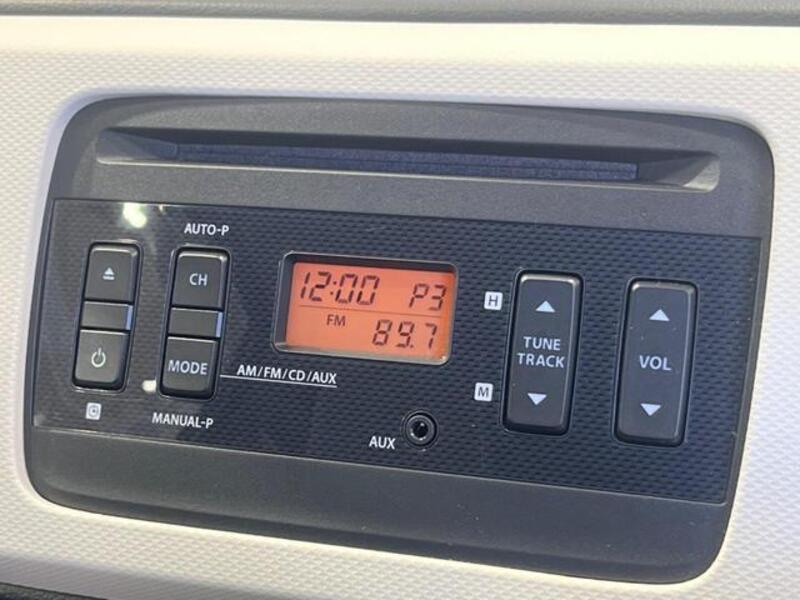 AUTO-P
CH
MODE
AM/FM/CD/AUX
MANUAL-P
12:00 P3
FM 89.7
AUX
H
M
TUNE
TRACK
VOL